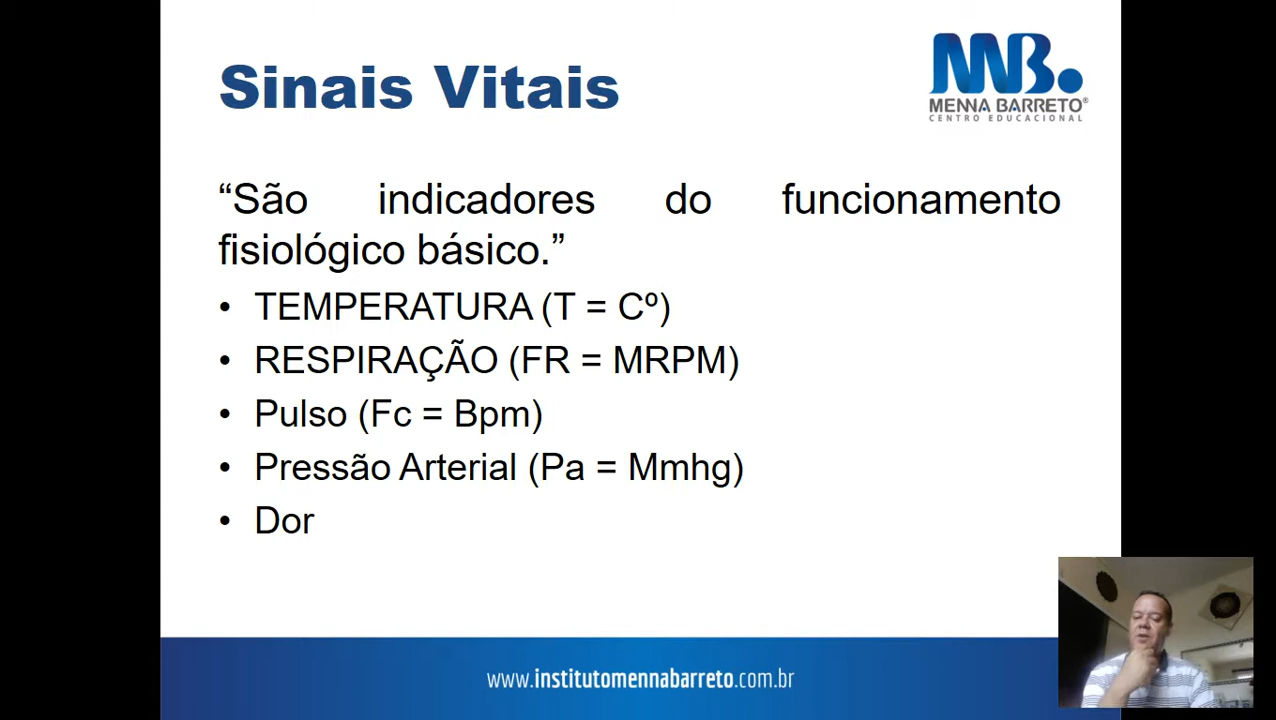 Sinais Vitais
MNB.
MENNA BARRETO®
CENTRO EDUCACIONAL
“São indicadores do funcionamento
fisiológico básico.”
• TEMPERATURA (T = Cº)
• RESPIRAÇÃO (FR = MRPM)
• Pulso (Fc = Bpm)
• Pressão Arterial (Pa = Mmhg)
• Dor
www.institutomennabarreto.com.br